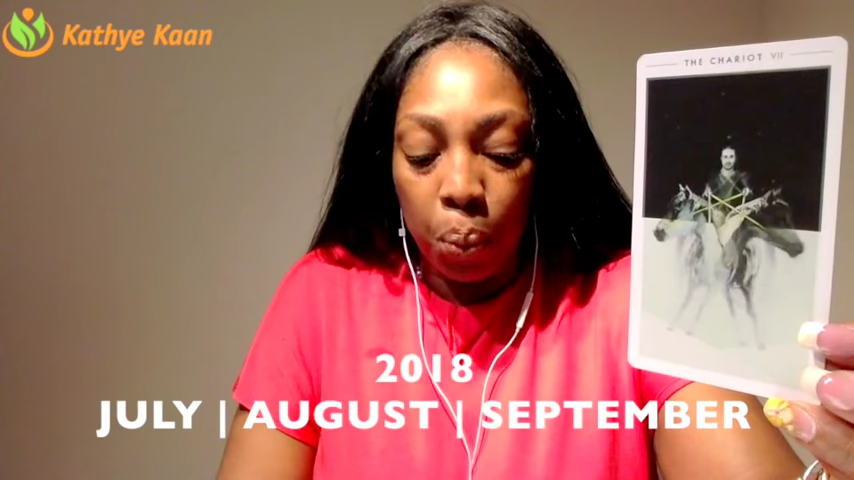 Kathye Kaan
THE CHARIOT VII
2018
JULY | AUGUST | SEPTEMBER